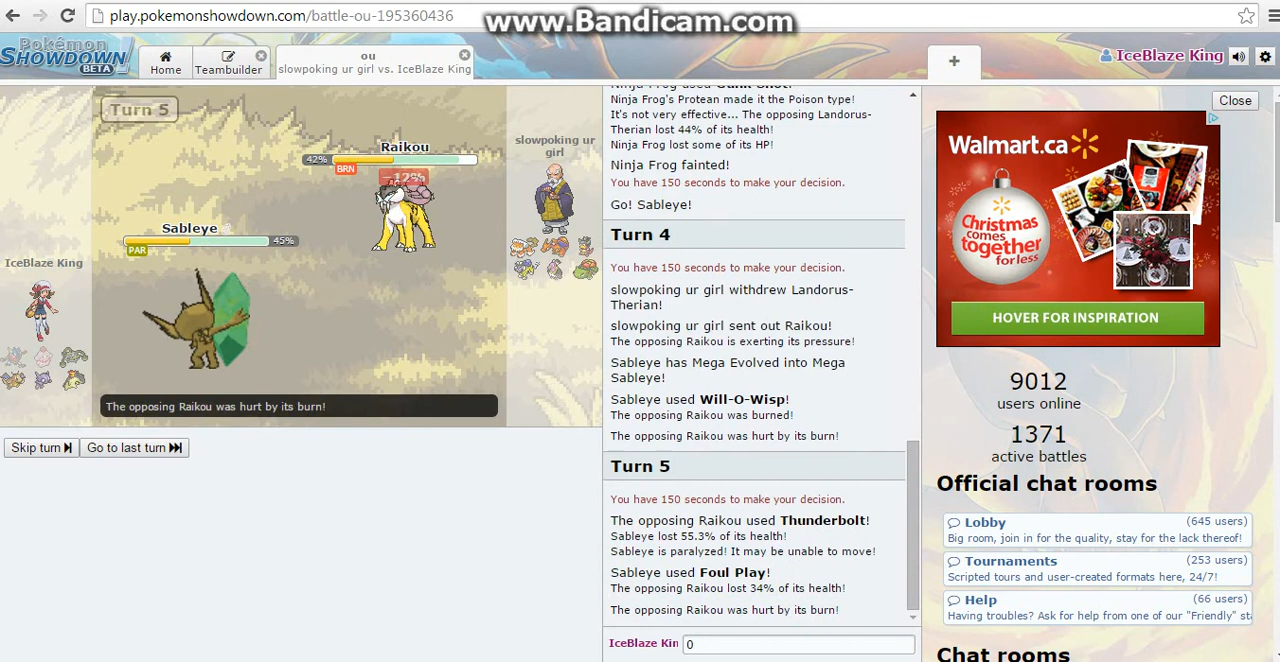 play.pokemonshowdown.com/battle-ou-195360436
www.Bandicam.com
Pokémon
SHOWDOWN
BETA
Home
Teambuilder
ou
slowpoking ur girl vs. IceBlaze King
+
IceBlaze King
Turn 5
Raikou
42%
BRN
−12%
Sableye
45%
PAR
IceBlaze King
slowpoking ur
girl
The opposing Raikou was hurt by its burn!
Skip turn
Go to last turn
Ninja Frog used Gunk Shot!
Ninja Frog's Protean made it the Poison type!
It's not very effective... The opposing Landorus-
Therian lost 44% of its health!
Ninja Frog lost some of its HP!
Ninja Frog fainted!
You have 150 seconds to make your decision.
Go! Sableye!
Turn 4
You have 150 seconds to make your decision.
slowpoking ur girl withdrew Landorus-
Therian!
slowpoking ur girl sent out Raikou!
The opposing Raikou is exerting its pressure!
Sableye has Mega Evolved into Mega
Sableye!
Sableye used Will-O-Wisp!
The opposing Raikou was burned!
The opposing Raikou was hurt by its burn!
Turn 5
You have 150 seconds to make your decision.
The opposing Raikou used Thunderbolt!
Sableye lost 55.3% of its health!
Sableye is paralyzed! It may be unable to move!
Sableye used Foul Play!
The opposing Raikou lost 34% of its health!
The opposing Raikou was hurt by its burn!
IceBlaze Kin
0
Close
Walmart.ca
Christmas
comes
together
for less
HOVER FOR INSPIRATION
9012
users online
1371
active battles
Official chat rooms
Lobby
(645 users)
Big room, join in for the quality, stay for the lack thereof!
Tournaments
(253 users)
Scripted tours and user-created formats here, 24/7!
Help
(66 users)
Having troubles? Ask for help from one of our "Friendly" sta
Chat rooms